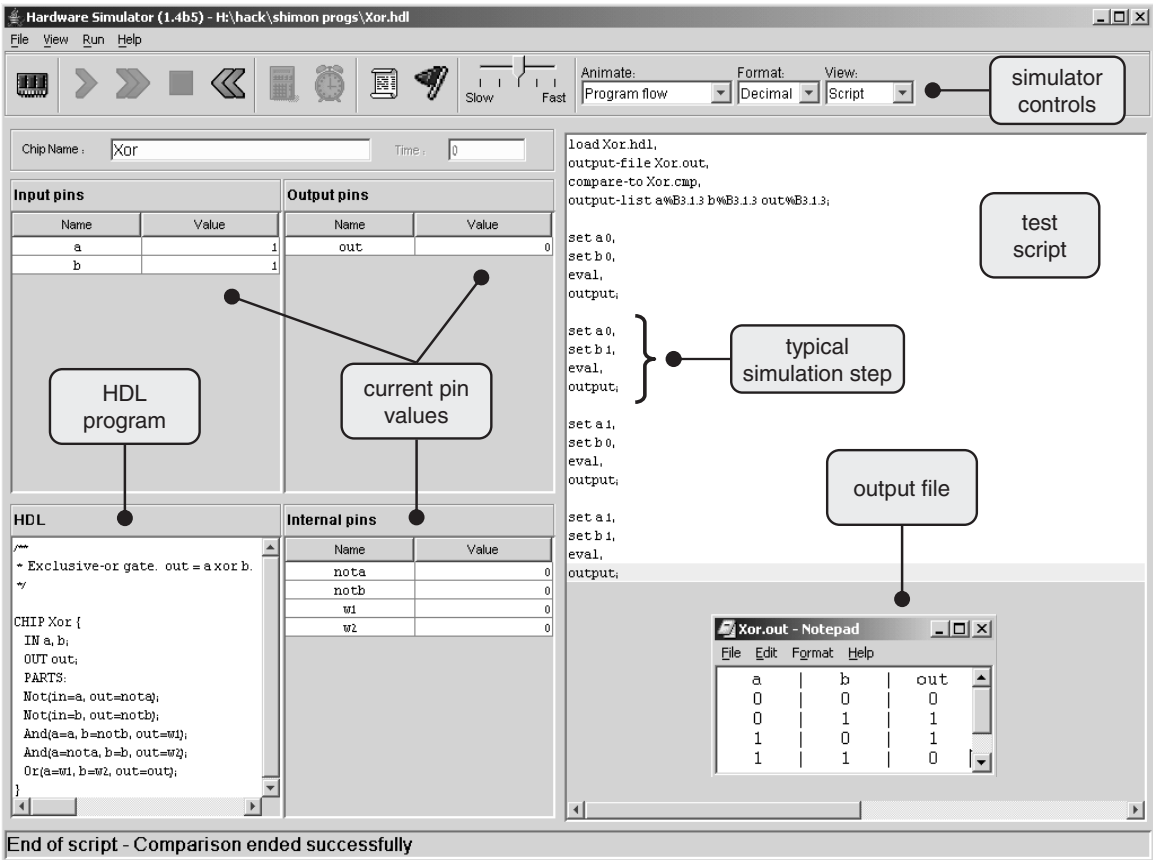 Hardware Simulator (1.4b5) - H:\hack\shimon progs\Xor.hdl
File View Run Help
Slow Fast
Animate: Format: View:
Program flow Decimal Script
simulator
controls
Chip Name : Xor Time : 0
Input pins
Name Value
a 1
b 1
Output pins
Name Value
out 0
HDL
program
current pin
values
HDL
/**
* Exclusive-or gate. out = a xor b.
*/
CHIP Xor {
IN a, b;
OUT out;
PARTS:
Not(in=a, out=nota);
Not(in=b, out=notb);
And(a=a, b=notb, out=w1);
And(a=nota, b=b, out=w2);
Or(a=w1, b=w2, out=out);
}
Internal pins
Name Value
nota 0
notb 0
w1 0
w2 0
load Xor.hdl,
output-file Xor.out,
compare-to Xor.cmp,
output-list a%B3.1.3 b%B3.1.3 out%B3.1.3;
set a 0,
set b 0,
eval,
output;
set a 0,
set b 1,
eval,
output;
set a 1,
set b 0,
eval,
output;
set a 1,
set b 1,
eval,
output;
test
script
typical
simulation step
output file
Xor.out - Notepad
File Edit Format Help
a | b | out
0 | 0 | 0
0 | 1 | 1
1 | 0 | 1
1 | 1 | 0
End of script - Comparison ended successfully